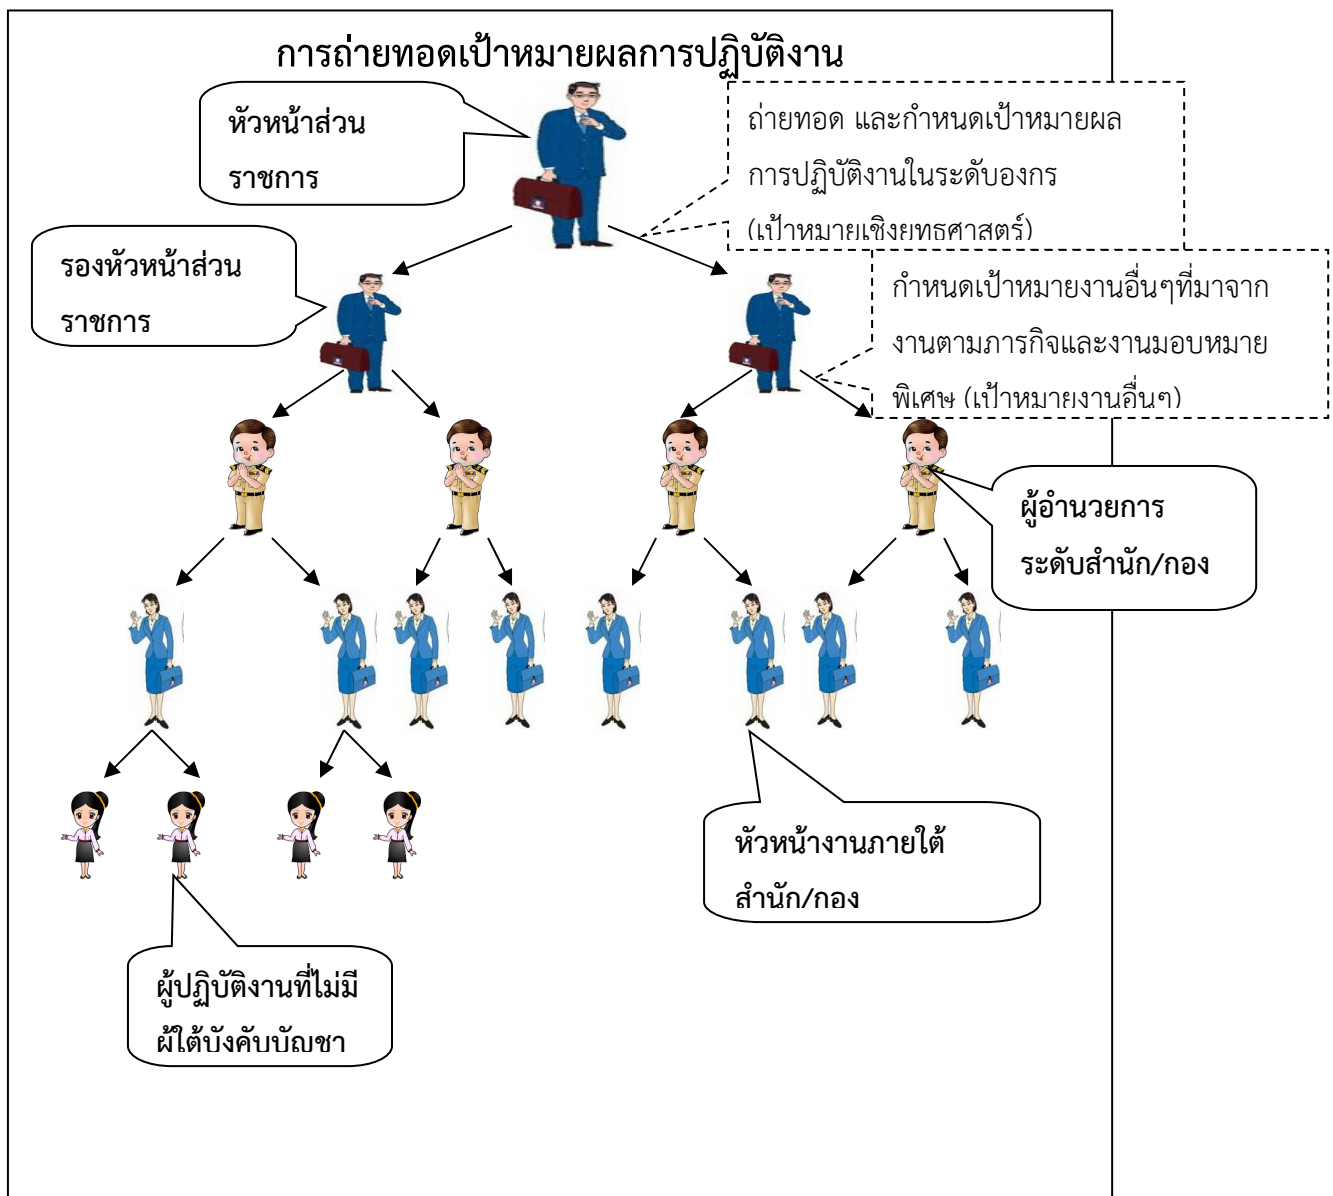 การถ่ายทอดเป้าหมายผลการปฏิบัติงาน
หัวหน้าส่วน
ราชการ
ถ่ายทอด และกำหนดเป้าหมายผล
การปฏิบัติงานในระดับองกร
(เป้าหมายเชิงยุทธศาสตร์)
รองหัวหน้าส่วน
ราชการ
กำหนดเป้าหมายงานอื่นๆที่มาจาก
งานตามภารกิจและงานมอบหมาย
พิเศษ (เป้าหมายงานอื่นๆ)
ผู้อำนวยการ
ระดับสำนัก/กอง
หัวหน้างานภายใต้
สำนัก/กอง
ผู้ปฏิบัติงานที่ไม่มี
ผู้ใต้บังคับบัญชา